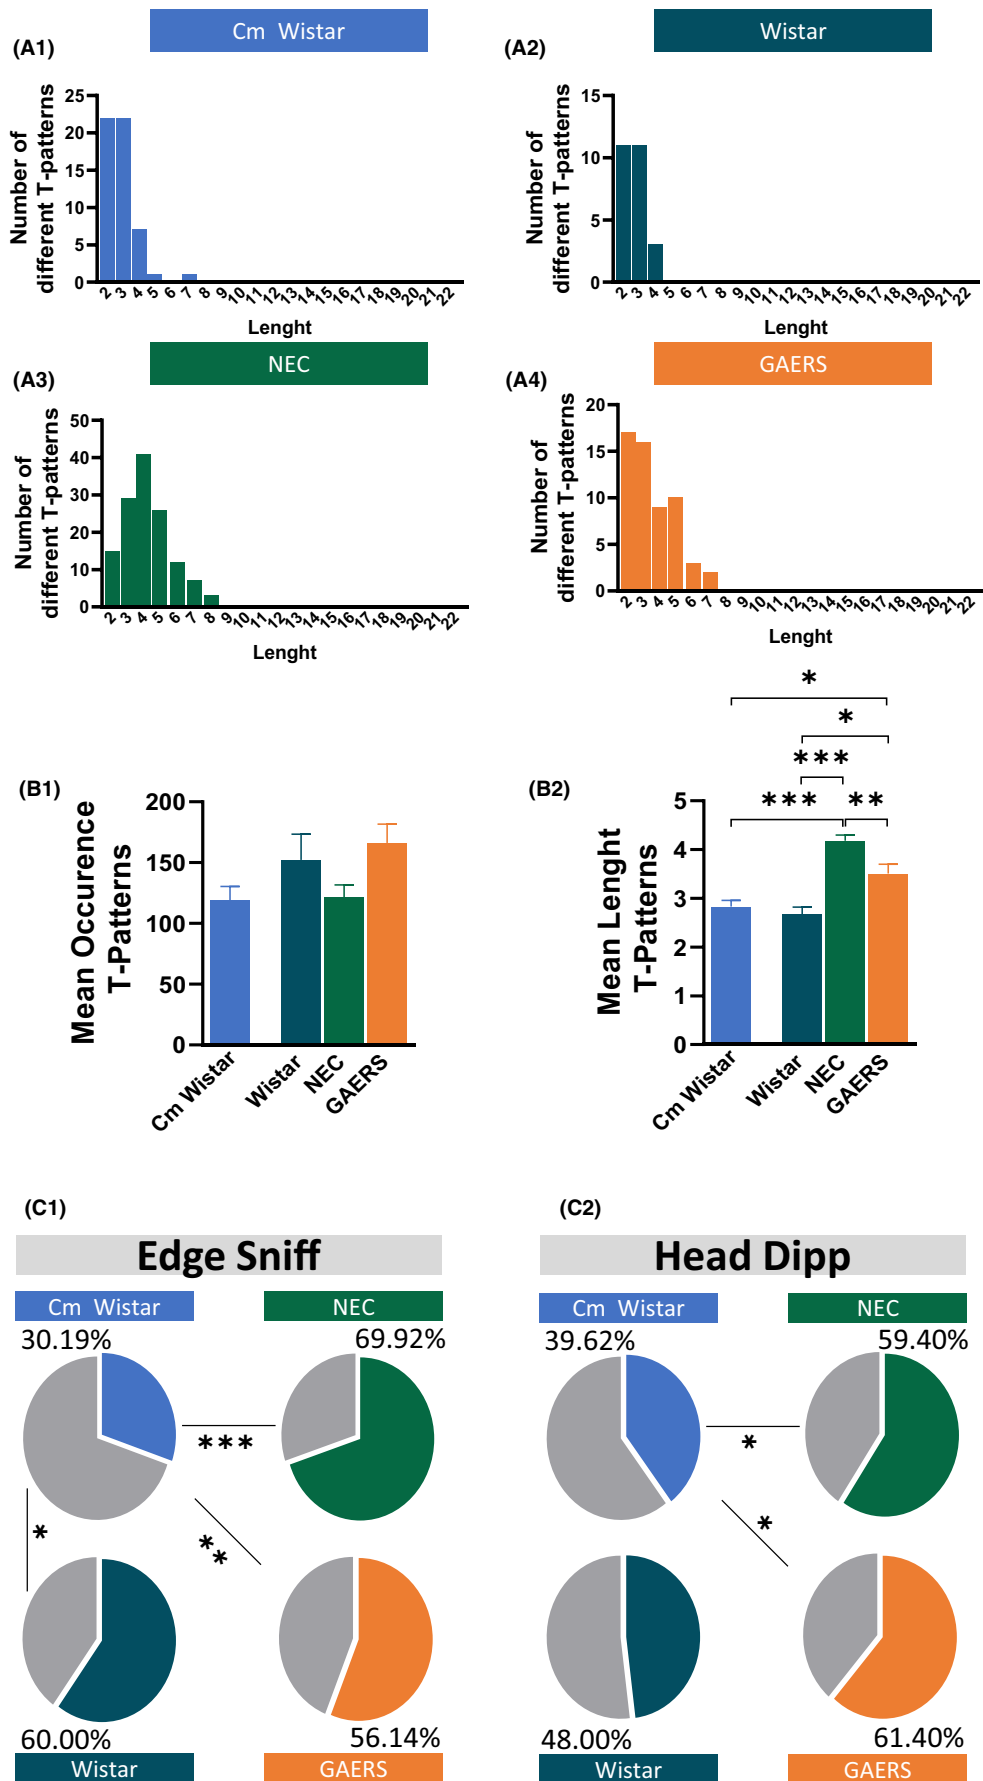 (A1)
Cm Wistar
Number of
different T-patterns
25
20
15
10
5
0
2 3 4 5 6 7 8 9 10 11 12 13 14 15 16 17 18 19 20 21 22
Lenght
(A2)
Wistar
Number of
different T-patterns
15
10
5
0
2 3 4 5 6 7 8 9 10 11 12 13 14 15 16 17 18 19 20 21 22
Lenght
(A3)
NEC
Number of
different T-patterns
50
40
30
20
10
0
2 3 4 5 6 7 8 9 10 11 12 13 14 15 16 17 18 19 20 21 22
Lenght
(A4)
GAERS
Number of
different T-patterns
20
15
10
5
0
2 3 4 5 6 7 8 9 10 11 12 13 14 15 16 17 18 19 20 21 22
Lenght
(B1)
Mean Occurence
T-Patterns
200
150
100
50
0
Cm Wistar
Wistar
NEC
GAERS
(B2)
Mean Lenght
T-Patterns
5
4
3
2
1
0
*
*
***
*** **
Cm Wistar
Wistar
NEC
GAERS
(C1)
Edge Sniff
Cm Wistar
30.19%
NEC
69.92%
***
*
**
60.00%
Wistar
56.14%
GAERS
(C2)
Head Dipp
Cm Wistar
39.62%
NEC
59.40%
*
*
48.00%
Wistar
61.40%
GAERS